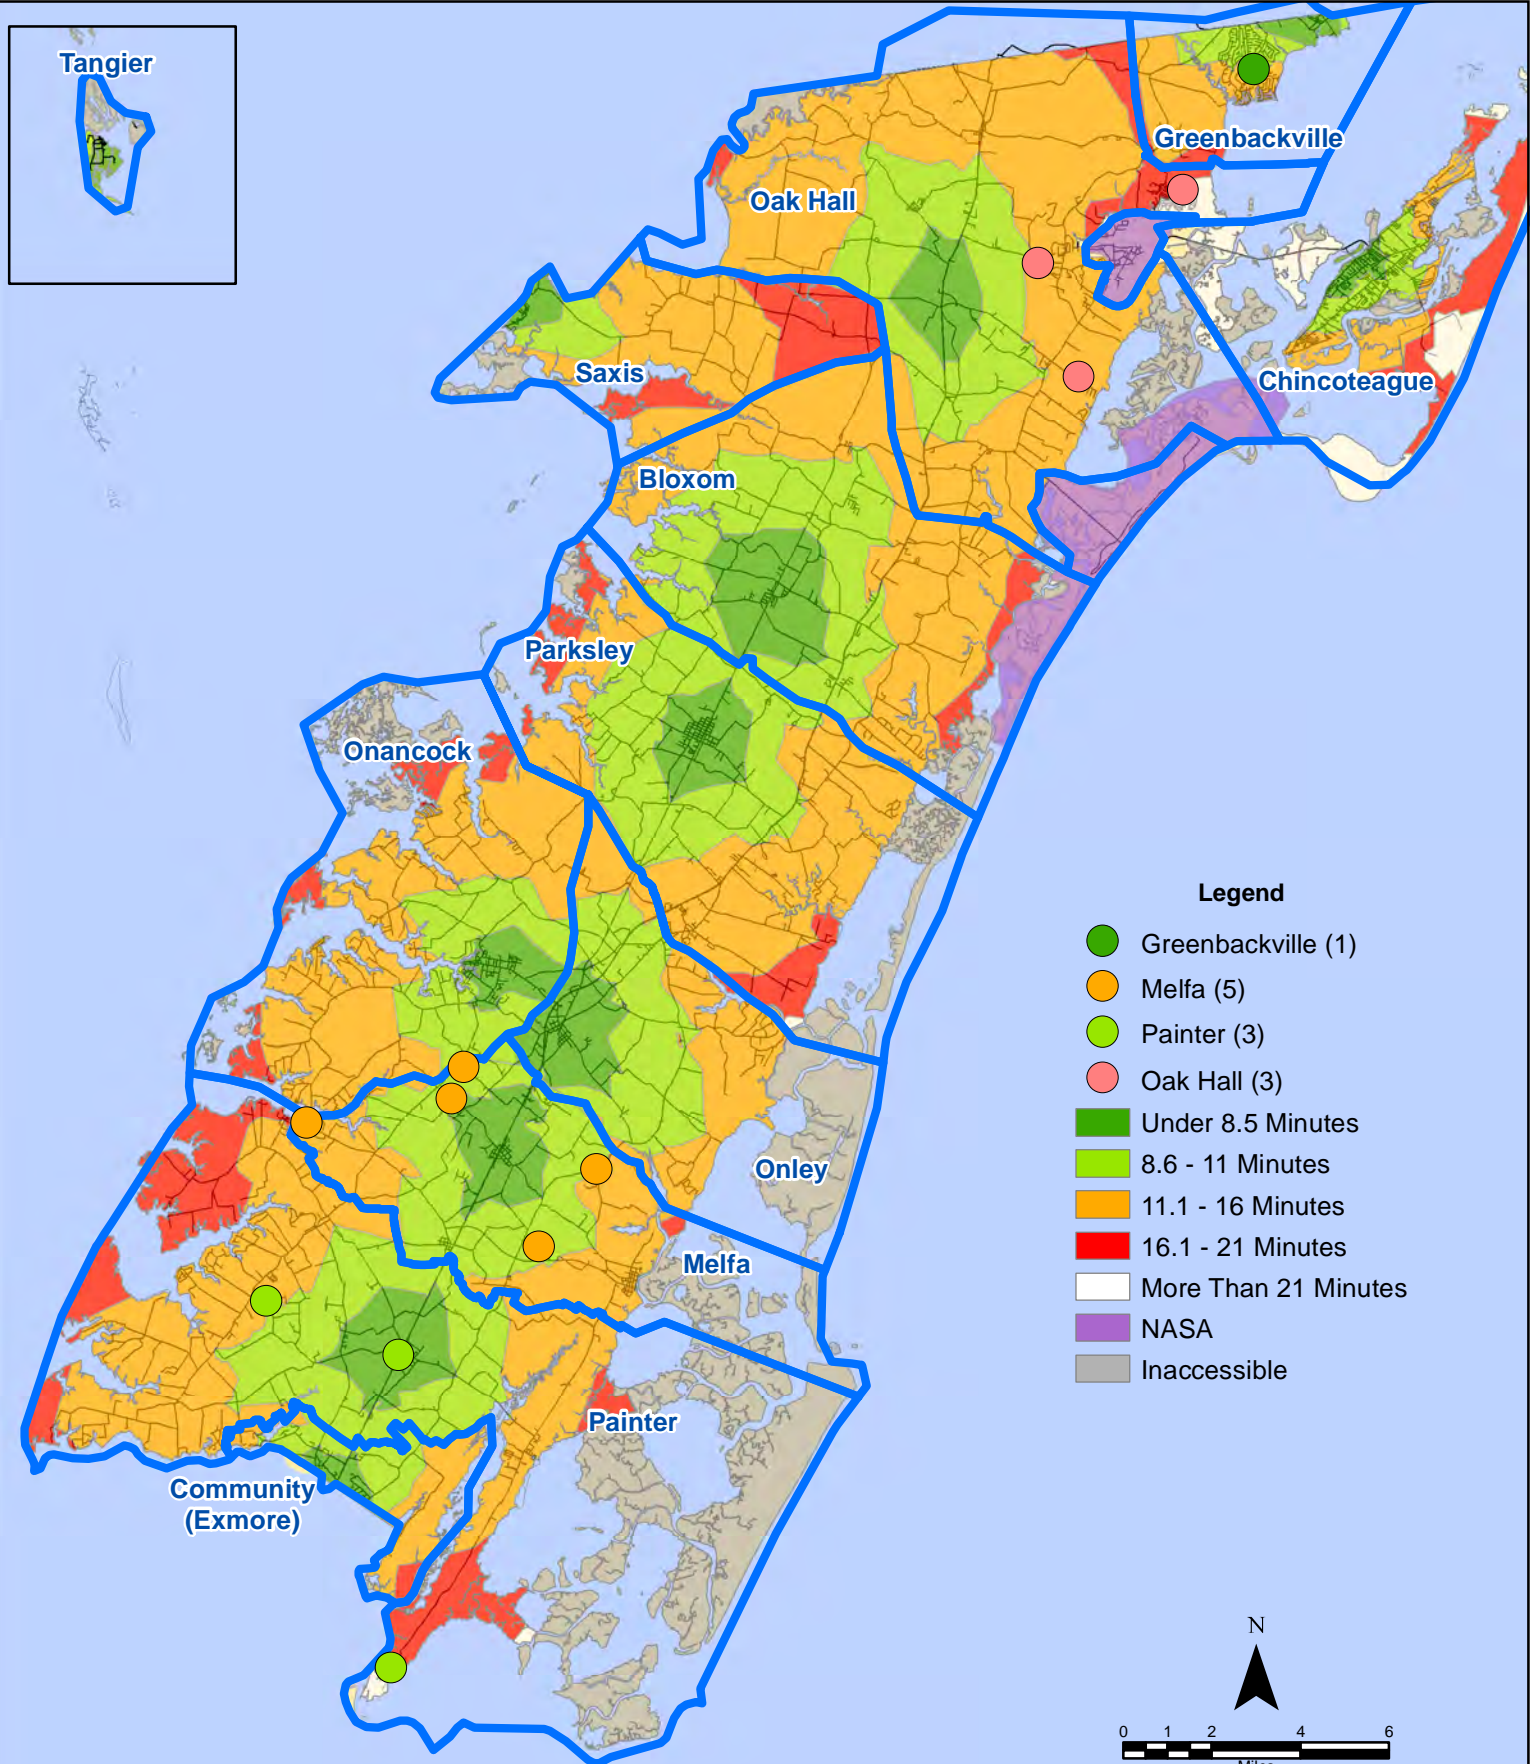 Tangier
Greenbackville
Oak Hall
Saxis
Chincoteague
Bloxom
Parksley
Onancock
Legend
Greenbackville (1)
Melfa (5)
Painter (3)
Oak Hall (3)
Under 8.5 Minutes
8.6 - 11 Minutes
11.1 - 16 Minutes
16.1 - 21 Minutes
More Than 21 Minutes
NASA
Inaccessible
Onley
Melfa
Painter
Community
(Exmore)
N
0 1 2 4 6
Miles